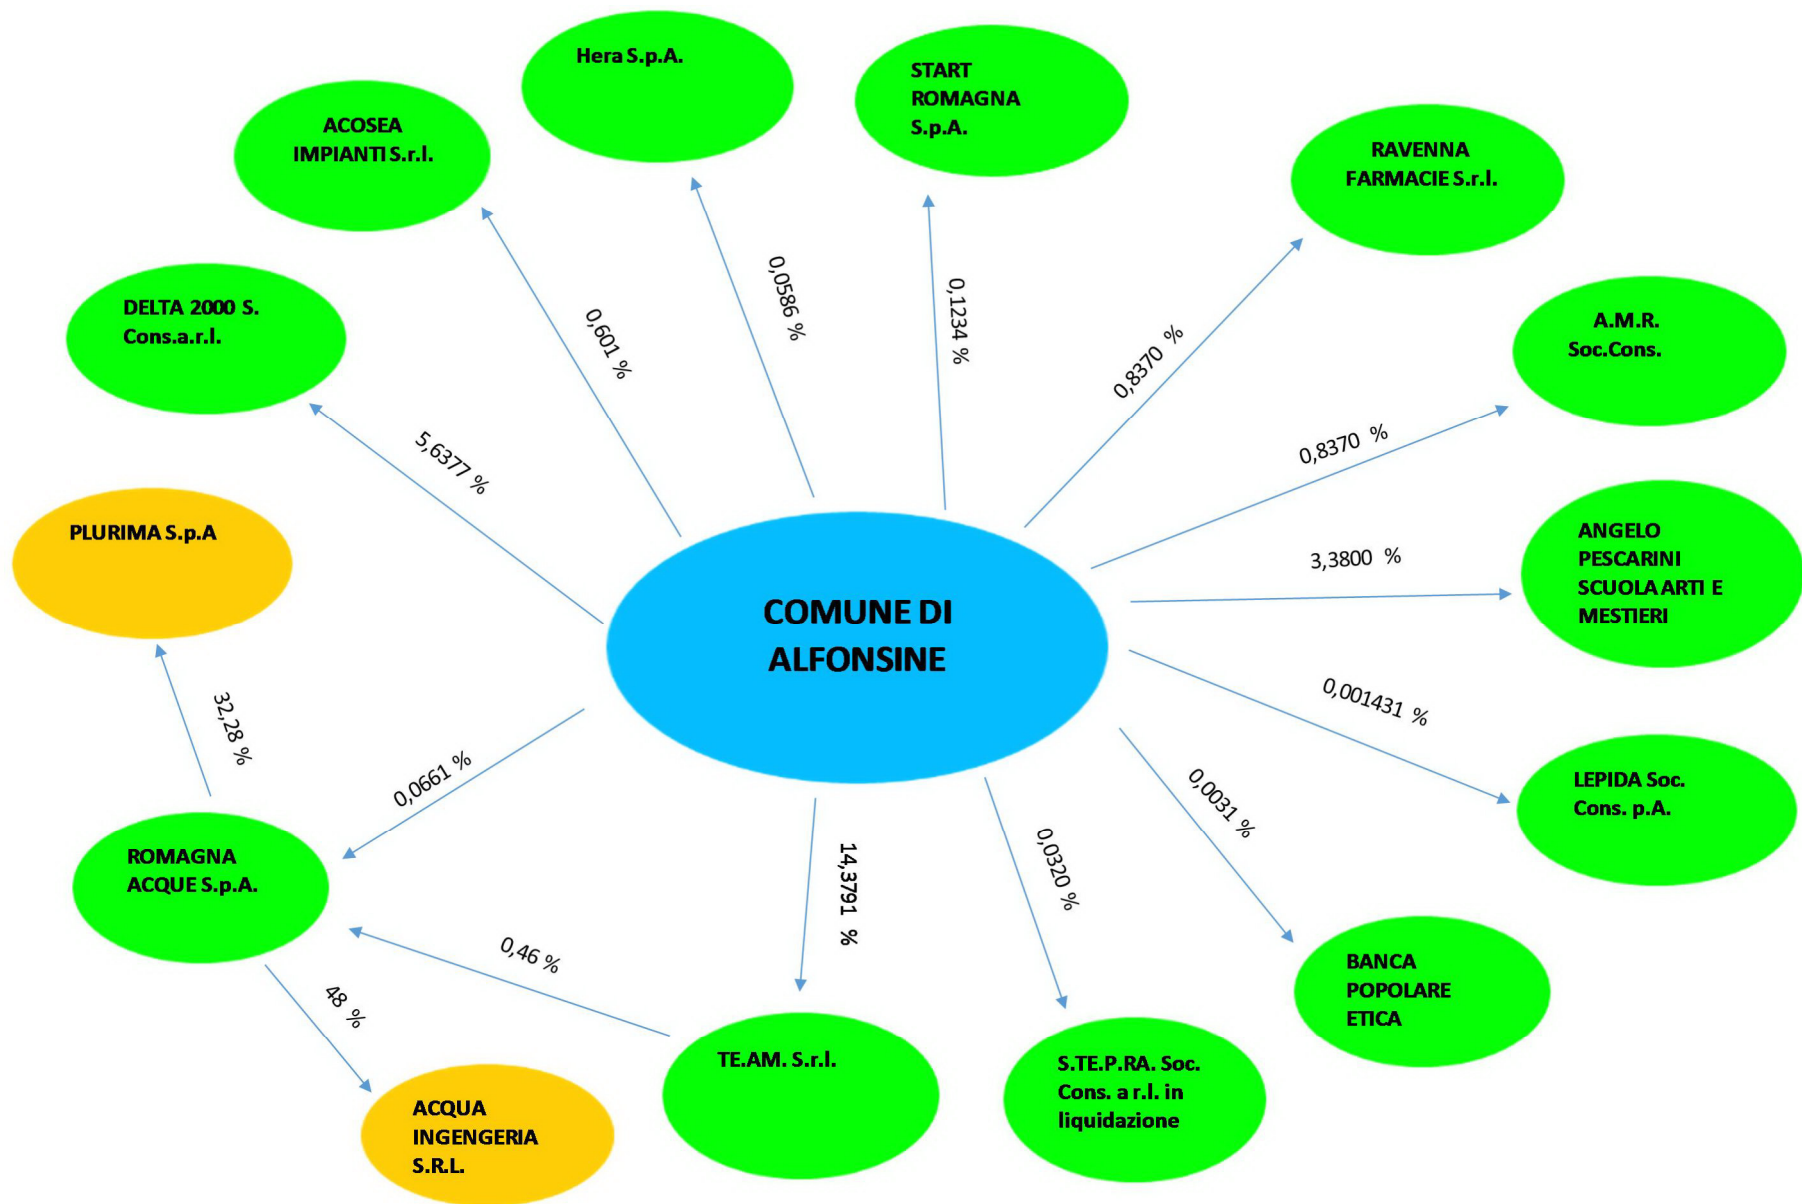 Hera S.p.A.
START
ROMAGNA
S.p.A.
ACOSEA
IMPIANTI S.r.l.
RAVENNA
FARMACIE S.r.l.
DELTA 2000 S.
Cons.a.r.l.
A.M.R.
Soc.Cons.
0,0586 %
0,1234 %
0,601 %
0,8370 %
0,8370 %
5,6377 %
PLURIMA S.p.A
ANGELO
PESCARINI
SCUOLA ARTI E
MESTIERI
3,3800 %
COMUNE DI
ALFONSINE
0,001431 %
32,28 %
0,0661 %
0,0031 %
LEPIDA Soc.
Cons. p.A.
ROMAGNA
ACQUE S.p.A.
14,3791 %
0,0320 %
0,46 %
48 %
BANCA
POPOLARE
ETICA
TE.AM. S.r.l.
S.TE.P.RA. Soc.
Cons. a r.l. in
liquidazione
ACQUA
INGENGERIA
S.R.L.